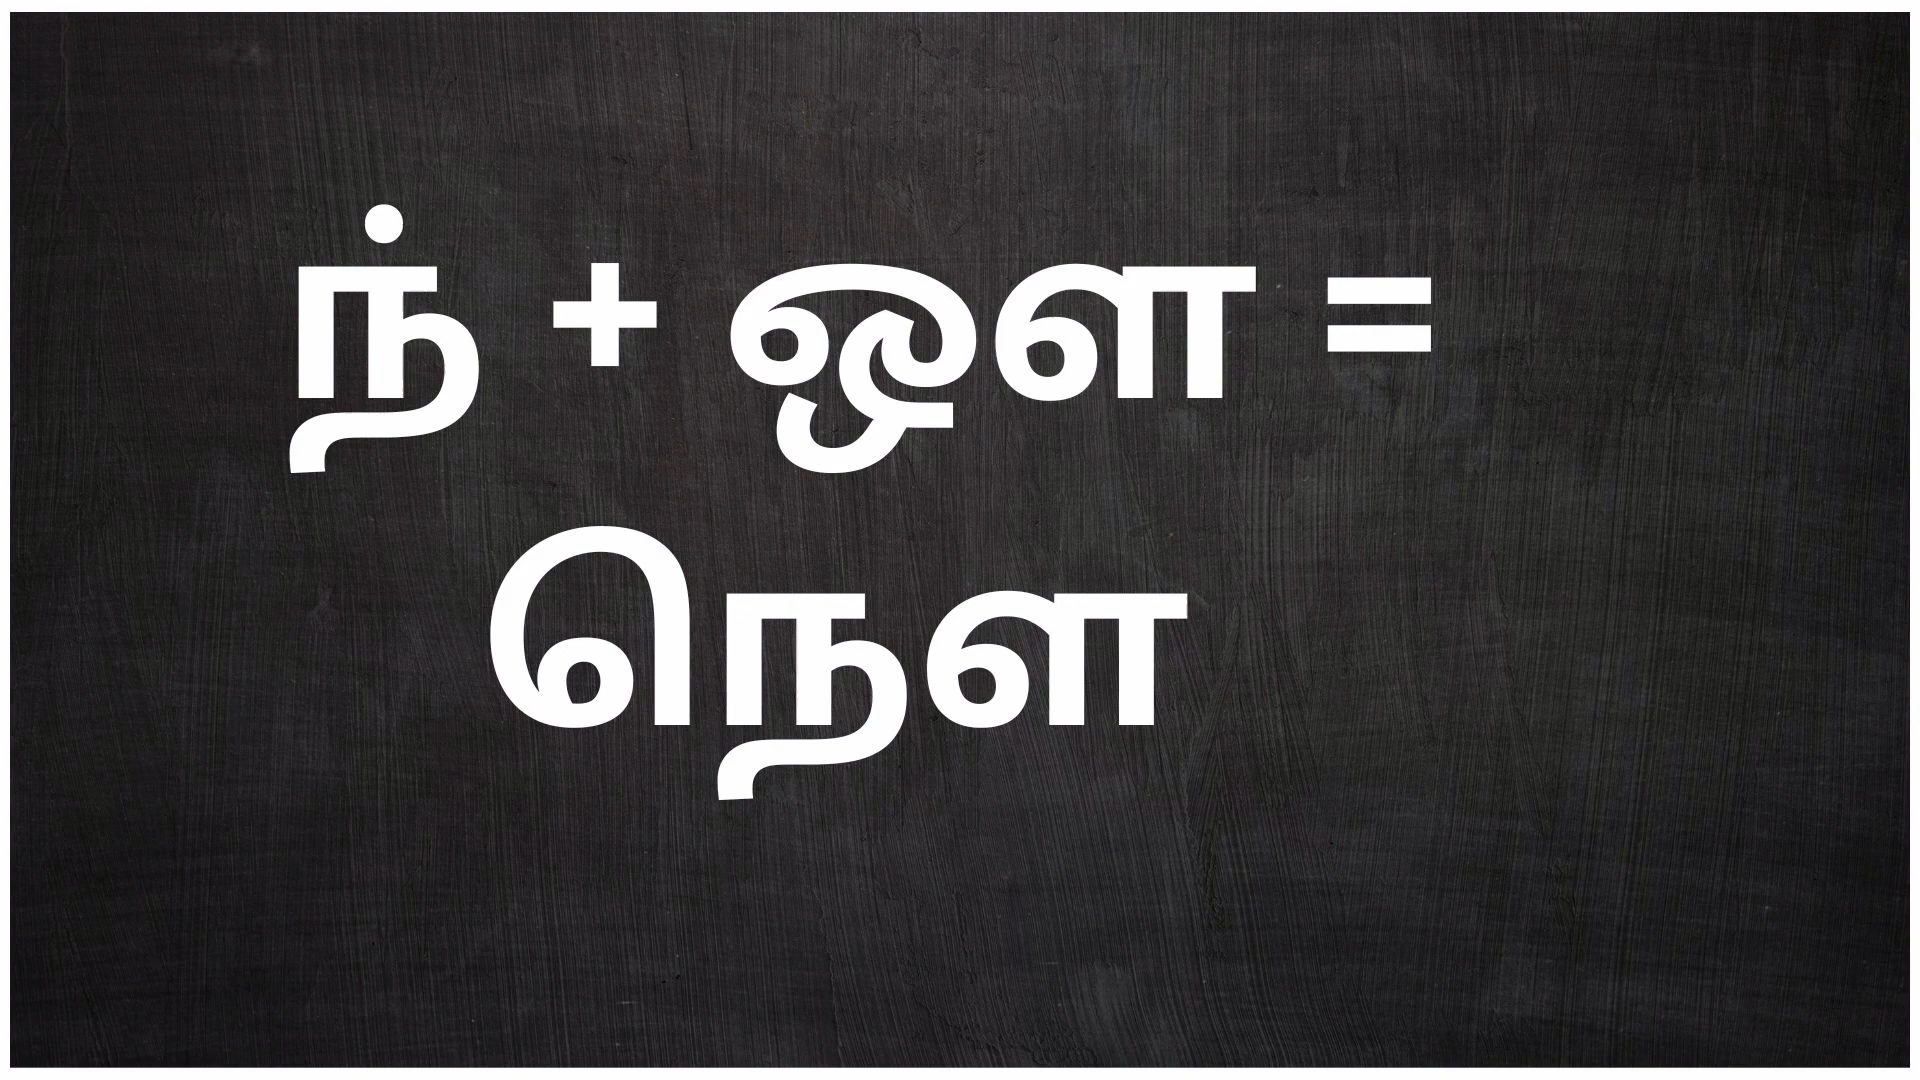 ந் + ஔ =
நௌ